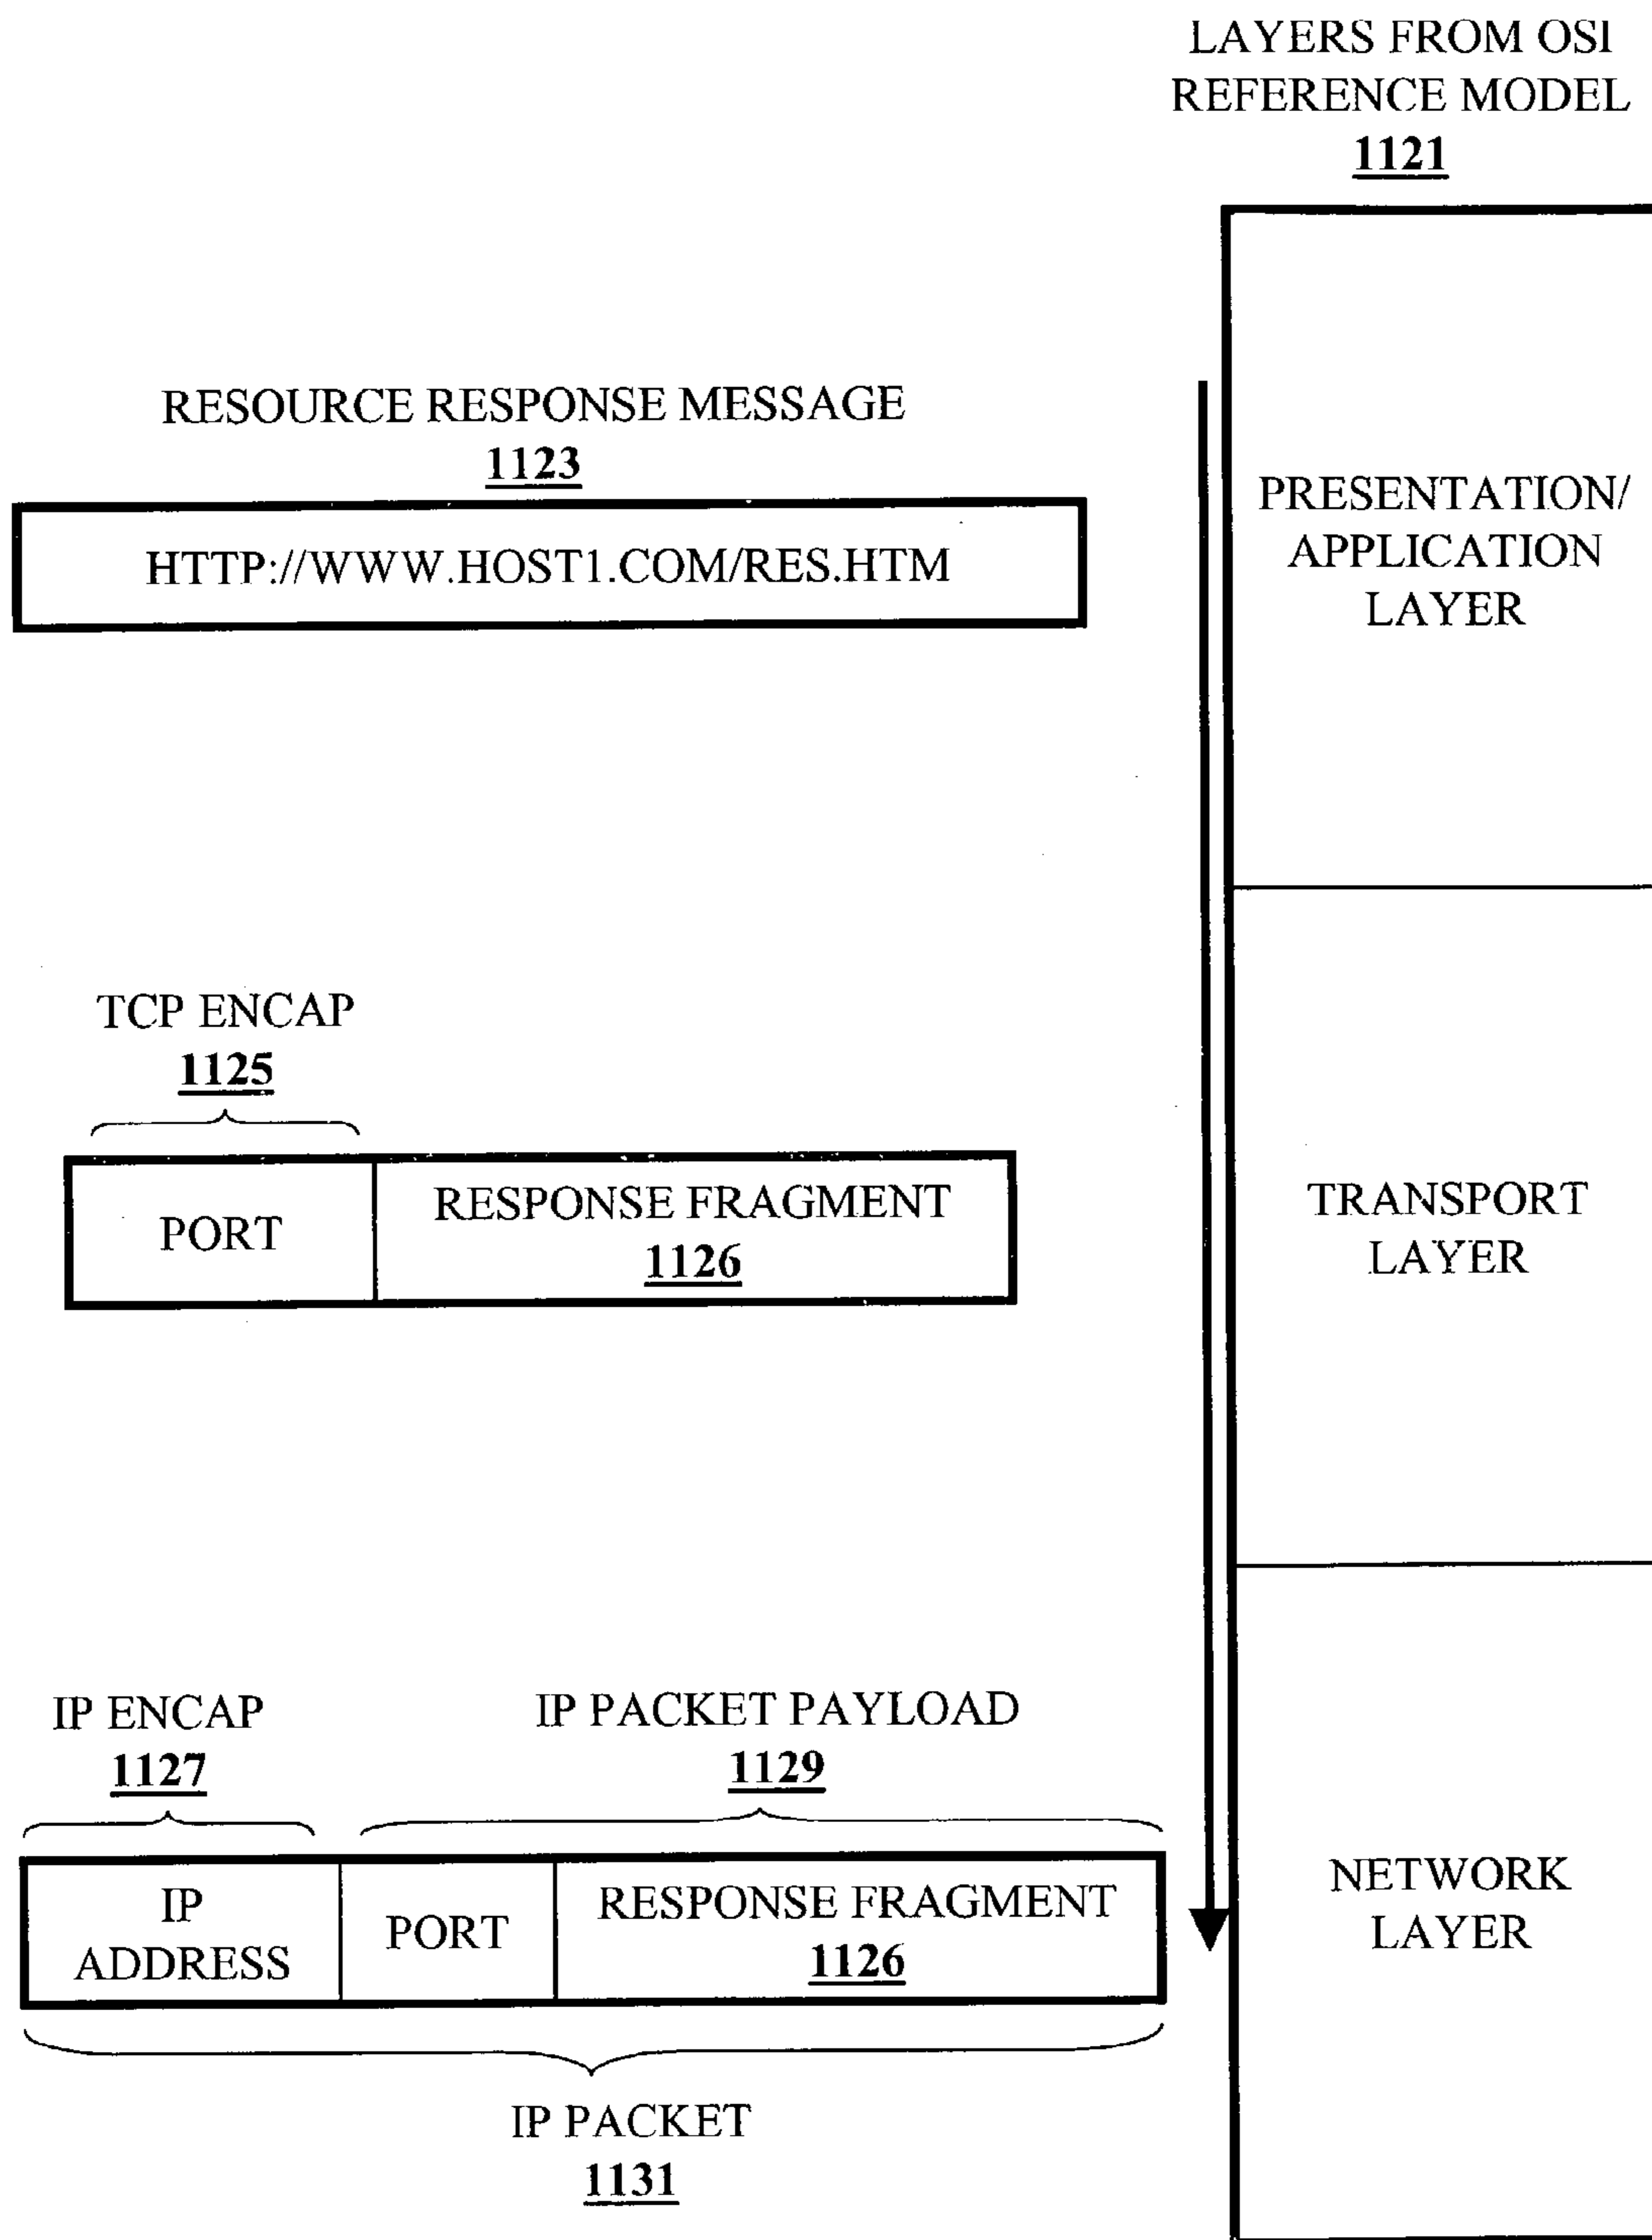 LAYERS FROM OSI
REFERENCE MODEL
1121
RESOURCE RESPONSE MESSAGE
1123
HTTP://WWW.HOST1.COM/RES.HTM
PRESENTATION/
APPLICATION
LAYER
TCP ENCAP
1125
PORT
RESPONSE FRAGMENT
1126
TRANSPORT
LAYER
IP ENCAP
1127
IP PACKET PAYLOAD
1129
IP
ADDRESS
PORT
RESPONSE FRAGMENT
1126
NETWORK
LAYER
IP PACKET
1131